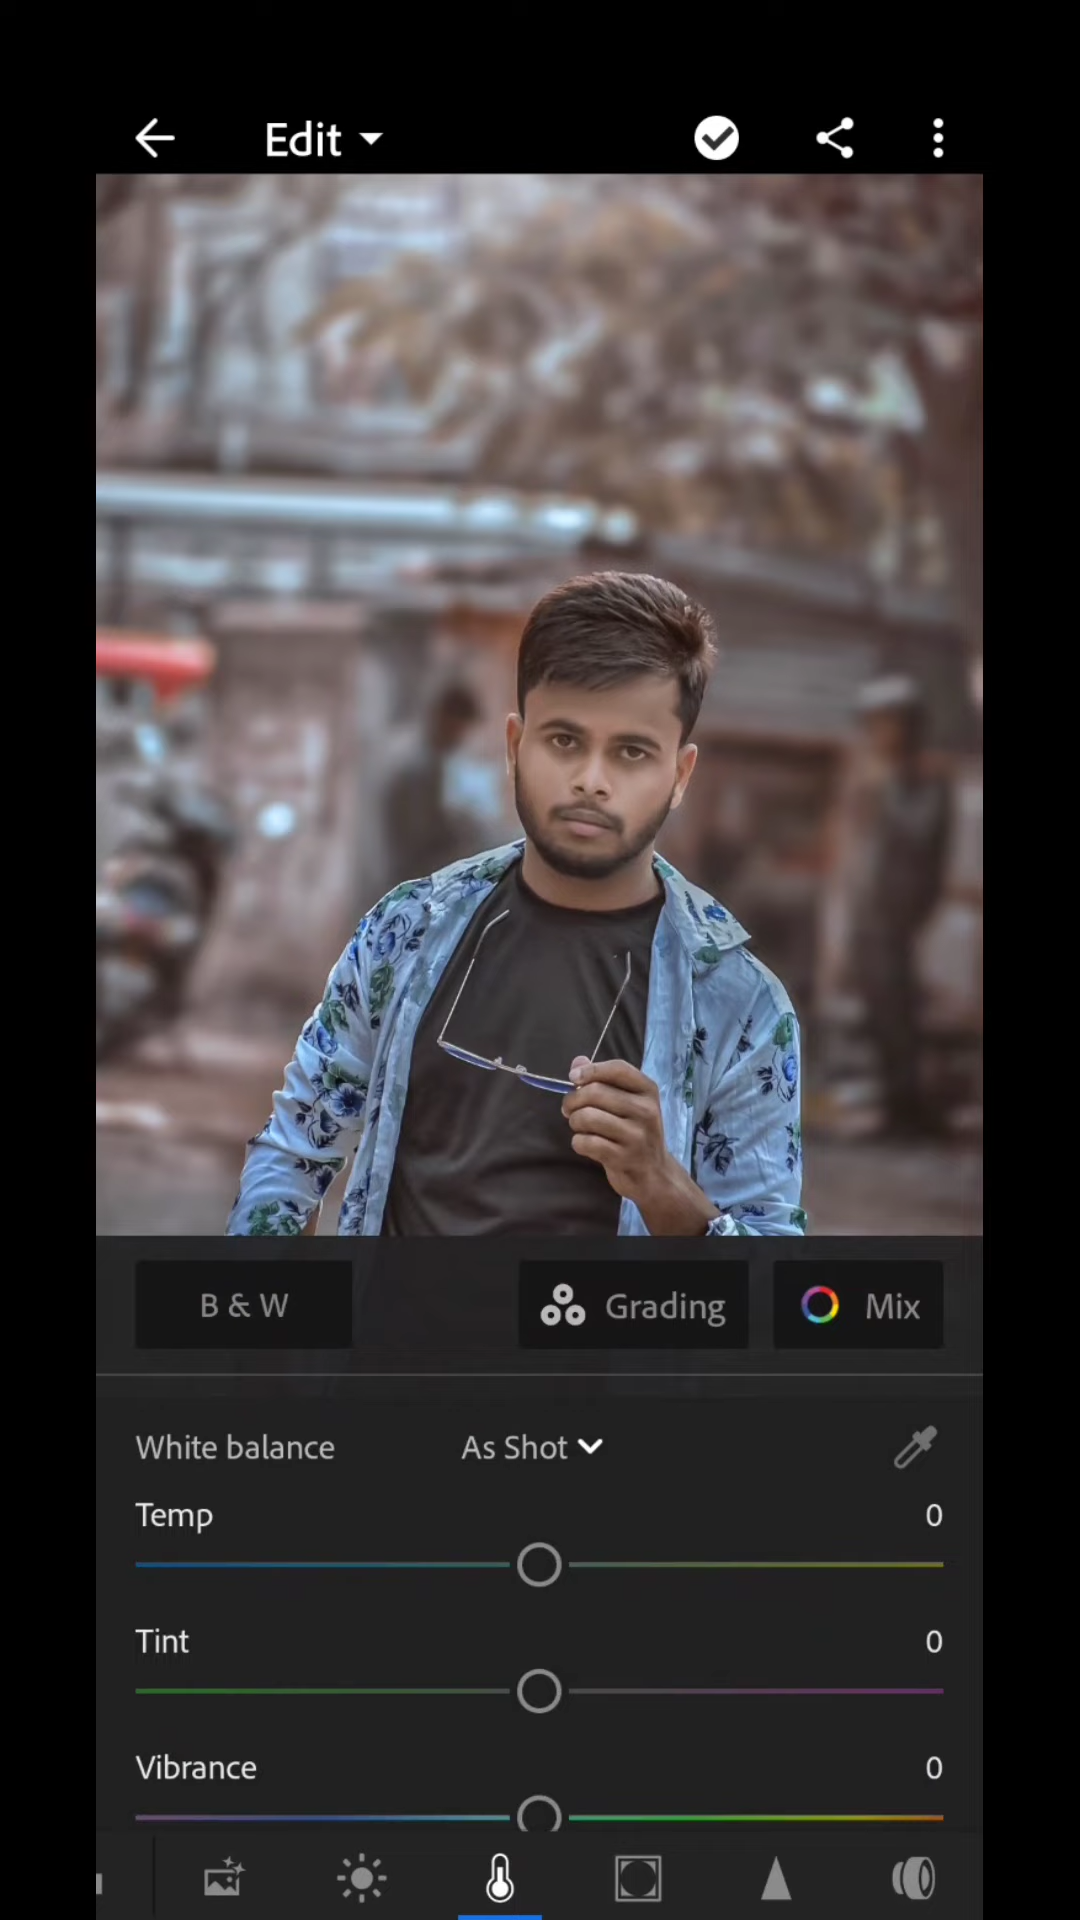 Edit
B & W
Grading
Mix
White balance
As Shot
Temp
0
Tint
0
Vibrance
0